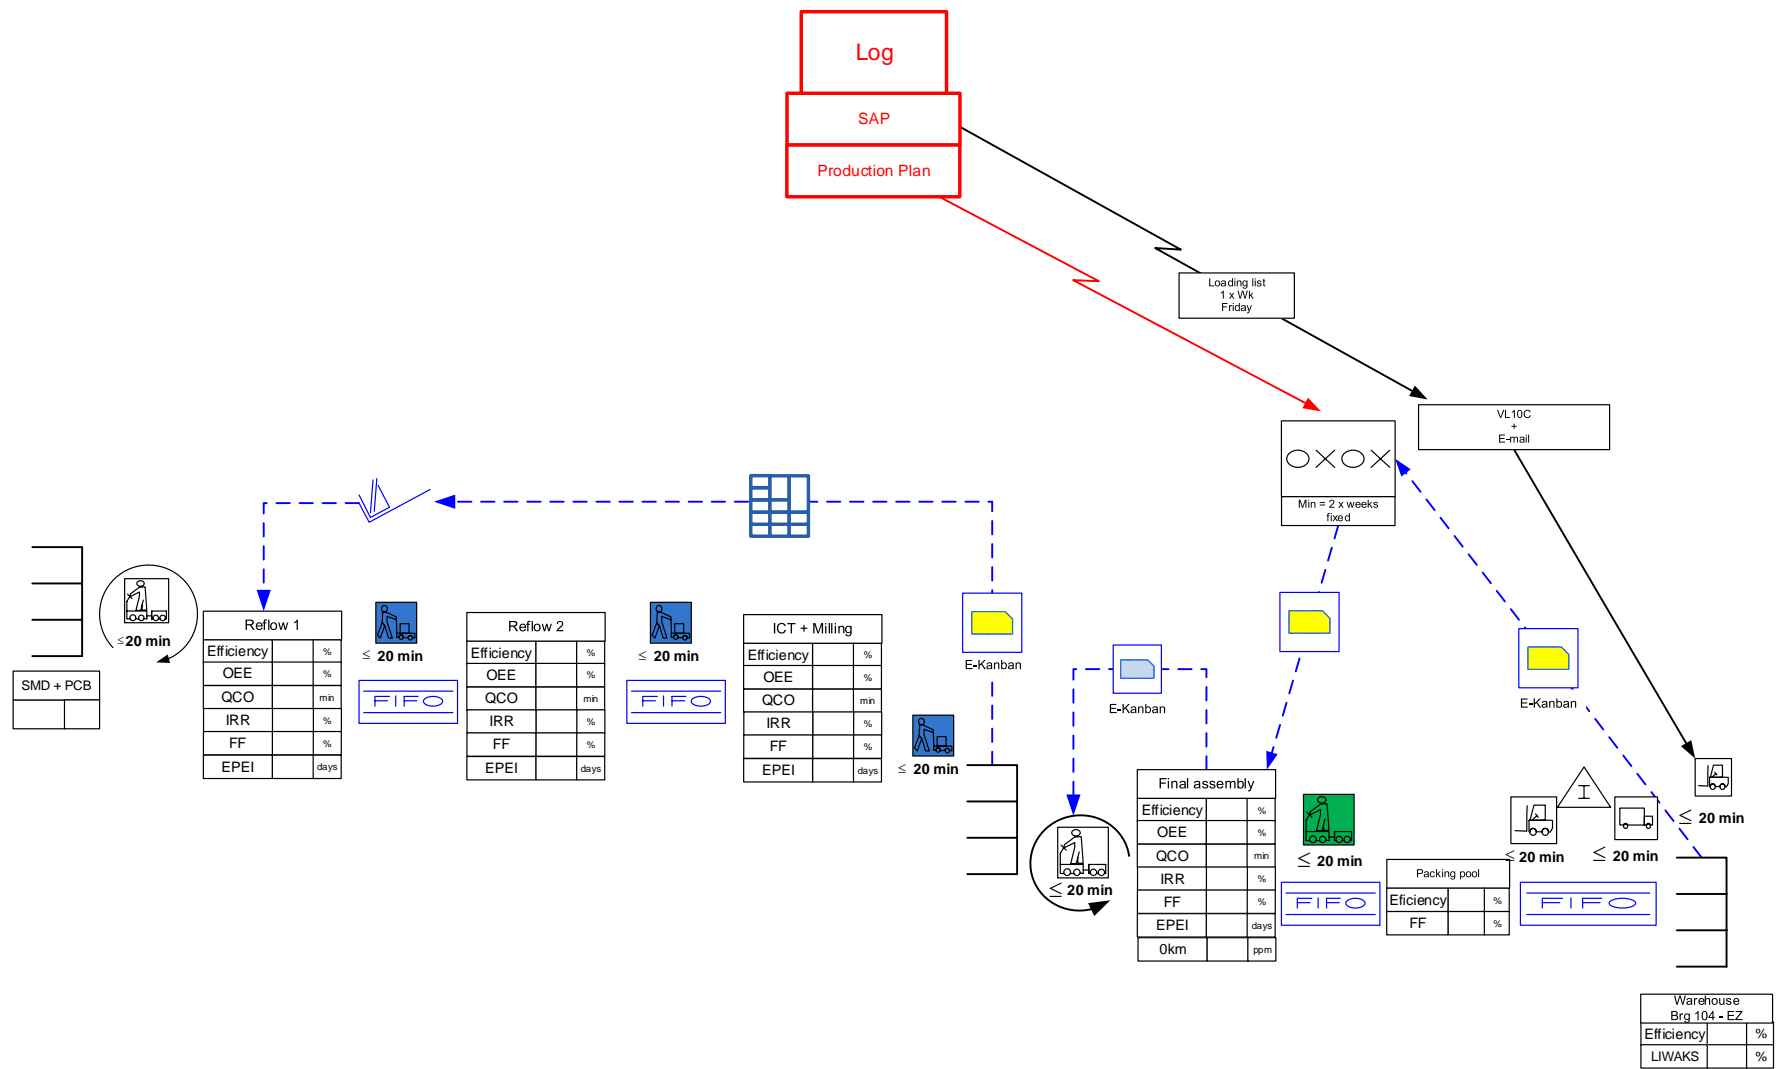 Log
SAP
Production Plan
Loading list
1 x Wk
Friday
VL10C
+
E-mail
OXOX
Min = 2 x weeks
fixed
≤ 20 min
SMD + PCB
Reflow 1
Efficiency %
OEE %
QCO min
IRR %
FF %
EPEI days
≤ 20 min
FIFO
Reflow 2
Efficiency %
OEE %
QCO min
IRR %
FF %
EPEI days
≤ 20 min
FIFO
ICT + Milling
Efficiency %
OEE %
QCO min
IRR %
FF %
EPEI days
≤ 20 min
E-Kanban
E-Kanban
≤ 20 min
Final assembly
Efficiency %
OEE %
QCO min
IRR %
FF %
EPEI days
0km ppm
≤ 20 min
FIFO
Packing pool
Eficiency %
FF %
E-Kanban
I
≤ 20 min
≤ 20 min
FIFO
≤ 20 min
Warehouse
Brg 104 - EZ
Efficiency %
LIWAKS %